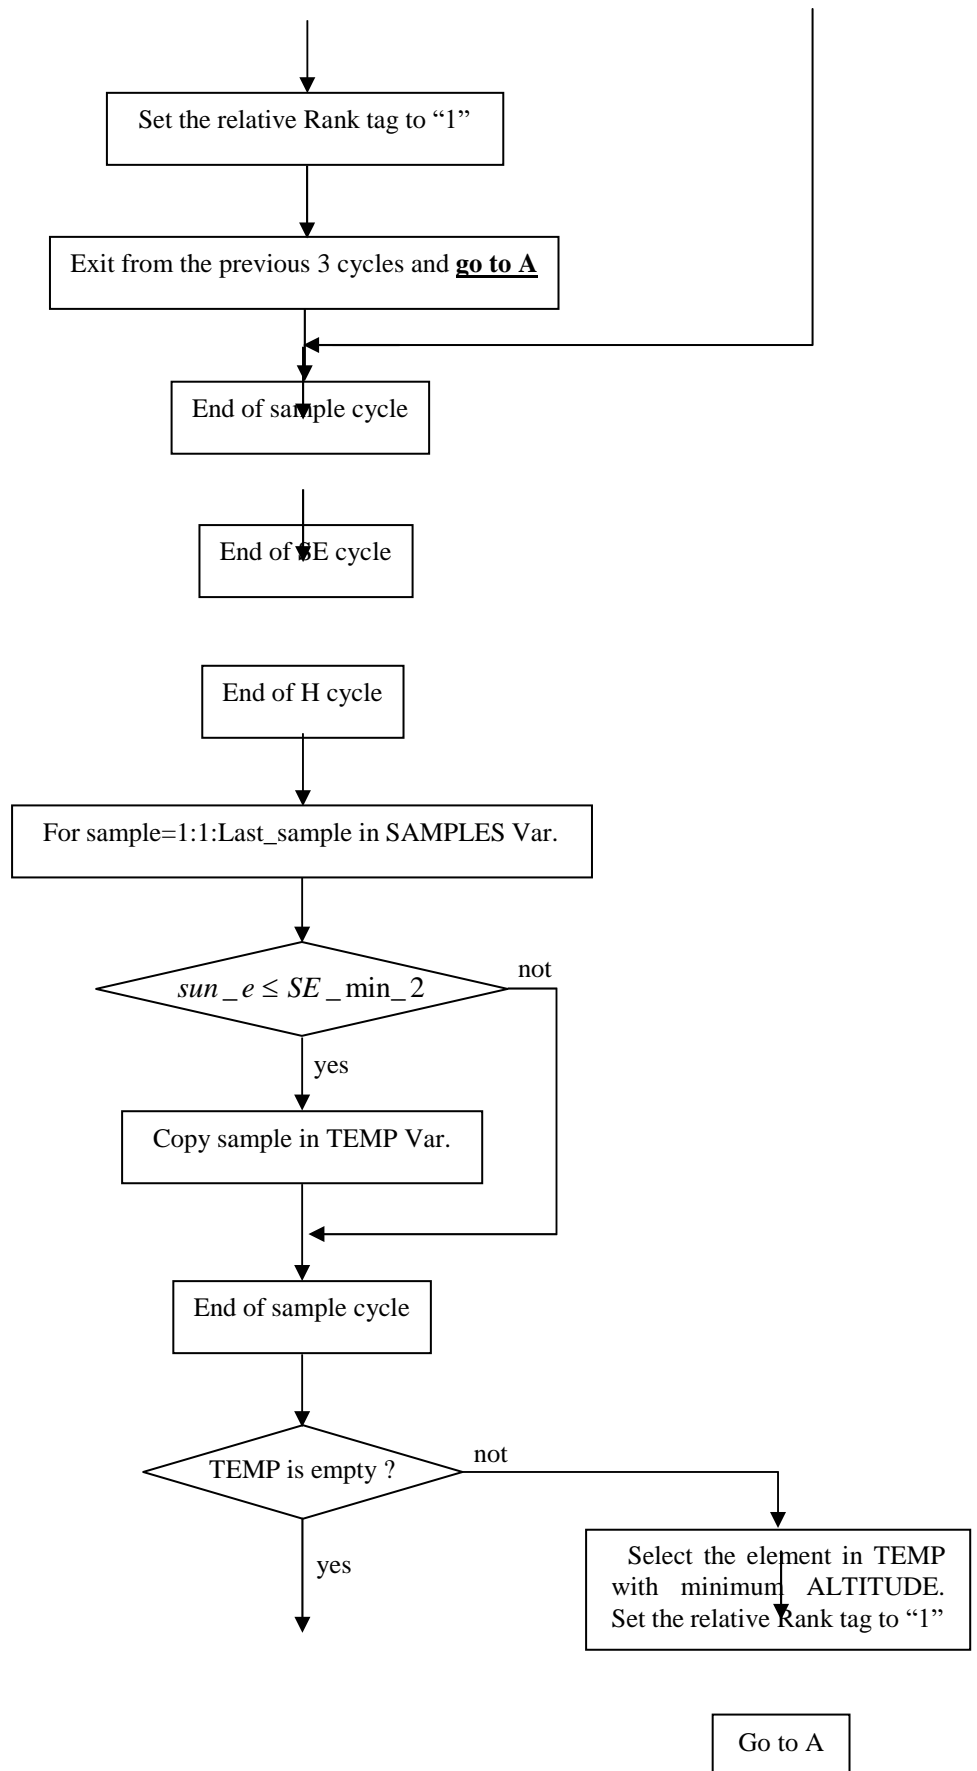 Set the relative Rank tag to “1”
Exit from the previous 3 cycles and go to A
End of sample cycle
End of SE cycle
End of H cycle
For sample=1:1:Last_sample in SAMPLES Var.
sun_e ≤ SE_min_2
not
yes
Copy sample in TEMP Var.
End of sample cycle
TEMP is empty ?
not
yes
Select the element in TEMP
with minimum ALTITUDE.
Set the relative Rank tag to “1”
Go to A